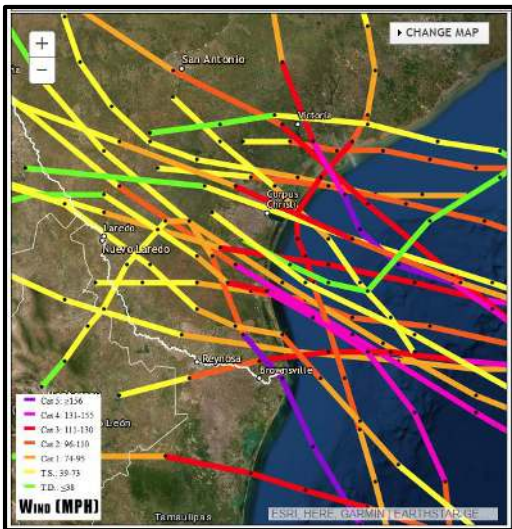 +
−
CHANGE MAP
San Antonio
Victoria
Corpus
Christi
Laredo
Nuevo Laredo
Reynosa
Brownsville
León
Tamaulipas
Cat 5: ≥156
Cat 4: 131-155
Cat 3: 111-130
Cat 2: 96-110
Cat 1: 74-95
T.S.: 39-73
T.D.: ≤38
WIND (MPH)
ESRI, HERE, GARMIN | EARTHSTAR GE